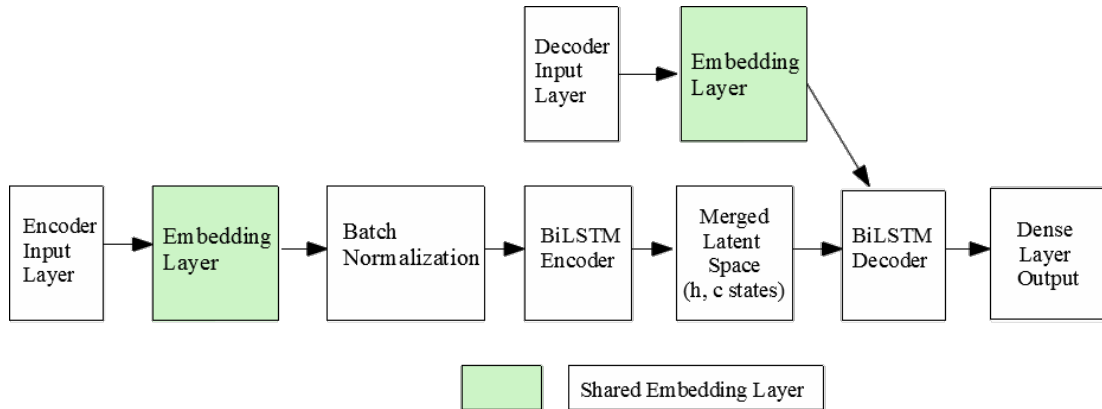 Decoder
Input
Layer
Embedding
Layer
Encoder
Input
Layer
Embedding
Layer
Batch
Normalization
BiLSTM
Encoder
Merged
Latent
Space
(h, c states)
BiLSTM
Decoder
Dense
Layer
Output
Shared Embedding Layer